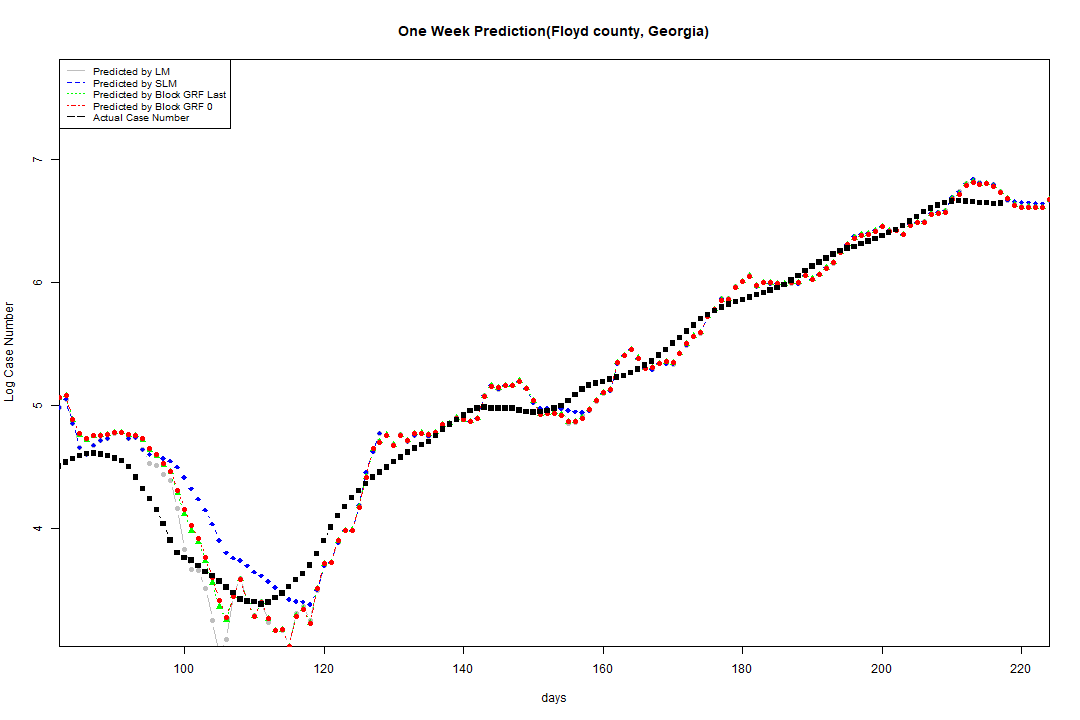 One Week Prediction(Floyd county, Georgia)
Predicted by LM
Predicted by SLM
Predicted by Block GRF Last
Predicted by Block GRF 0
Actual Case Number
7
6
5
4
Log Case Number
100 120 140 160 180 200 220
days